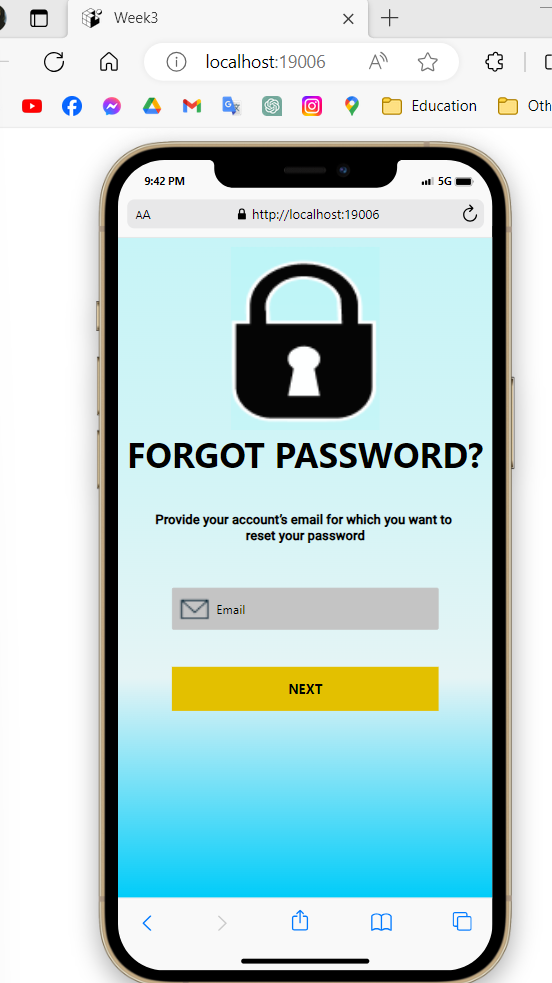 Week3
localhost:19006
Education
Oth
9:42 PM
5G
AA
http://localhost:19006
FORGOT PASSWORD?
Provide your account’s email for which you want to
reset your password
Email
NEXT